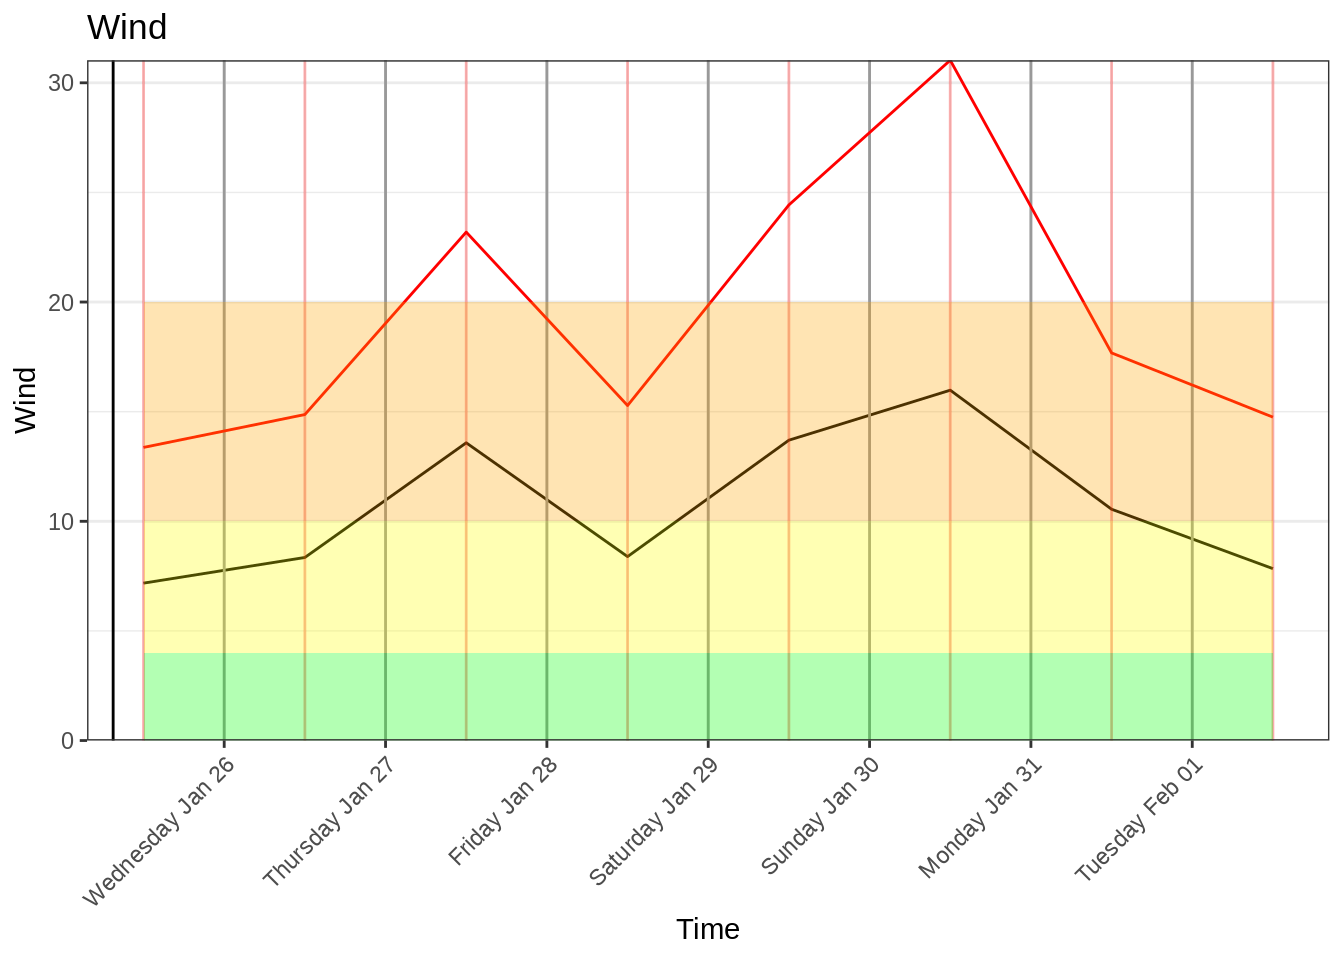 Wind
30
20
10
0
Wind
Wednesday Jan 26
Thursday Jan 27
Friday Jan 28
Saturday Jan 29
Sunday Jan 30
Monday Jan 31
Tuesday Feb 01
Time